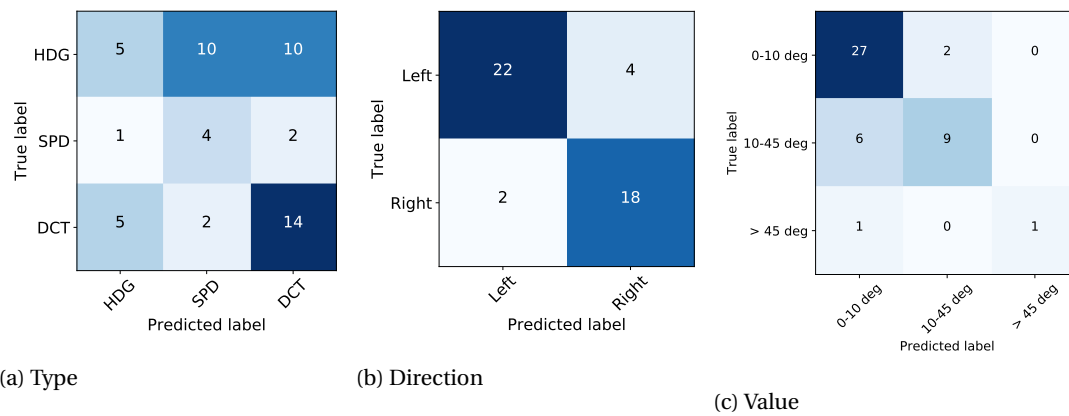 HDG 5 10 10
SPD 1 4 2
DCT 5 2 14
True label
HDG SPD DCT
Predicted label
(a) Type
Left 22 4
Right 2 18
True label
Left Right
Predicted label
(b) Direction
0-10 deg 27 2 0
10-45 deg 6 9 0
> 45 deg 1 0 1
True label
0-10 deg 10-45 deg > 45 deg
Predicted label
(c) Value